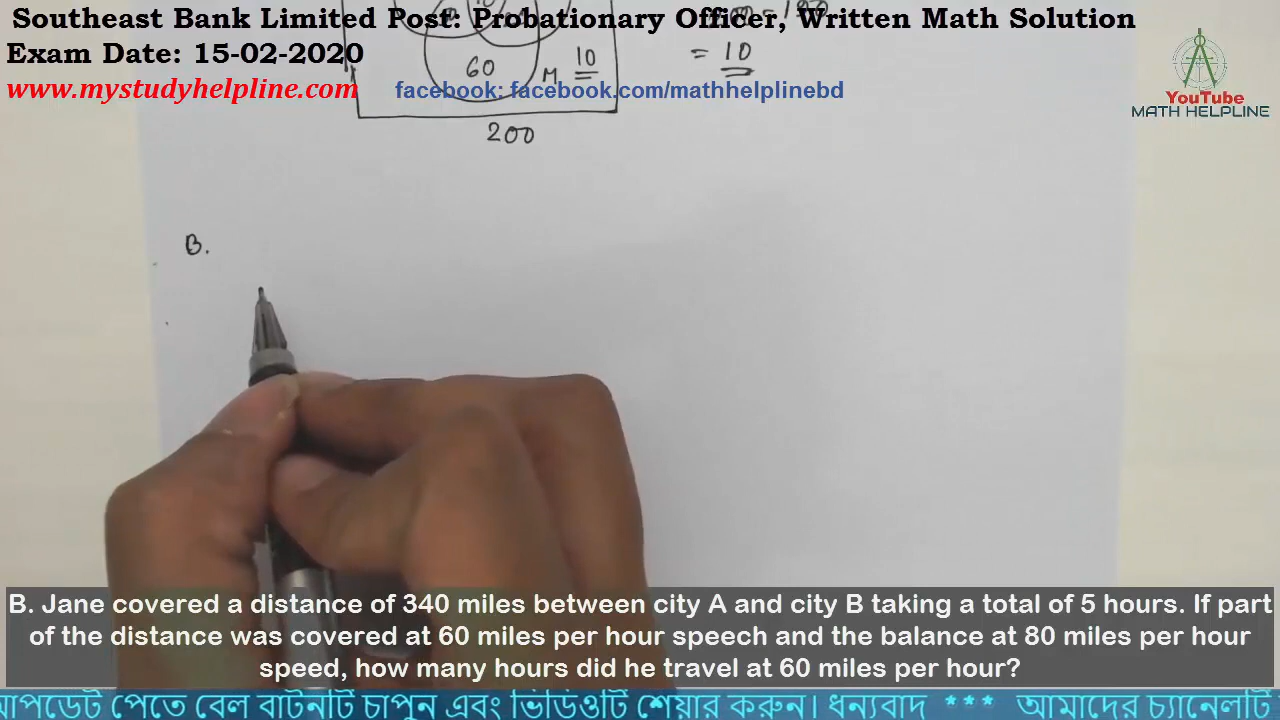 Southeast Bank Limited Post: Probationary Officer, Written Math Solution
Exam Date: 15-02-2020
= 10
60
M
10
www.mystudyhelpline.com
facebook: facebook.com/mathhelplinebd
YouTube
MATH HELPLINE
200
B.
B. Jane covered a distance of 340 miles between city A and city B taking a total of 5 hours. If part
of the distance was covered at 60 miles per hour speech and the balance at 80 miles per hour
speed, how many hours did he travel at 60 miles per hour?
আপডেট পেতে বেল বাটনটি চাপুন এবং ভিডিওটি শেয়ার করুন। ধন্যবাদ *** আমাদের চ্যানেলটি